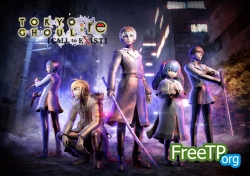 TOKYO
GHOUL:re
[CALL to EXIST]
FreeTP
.org